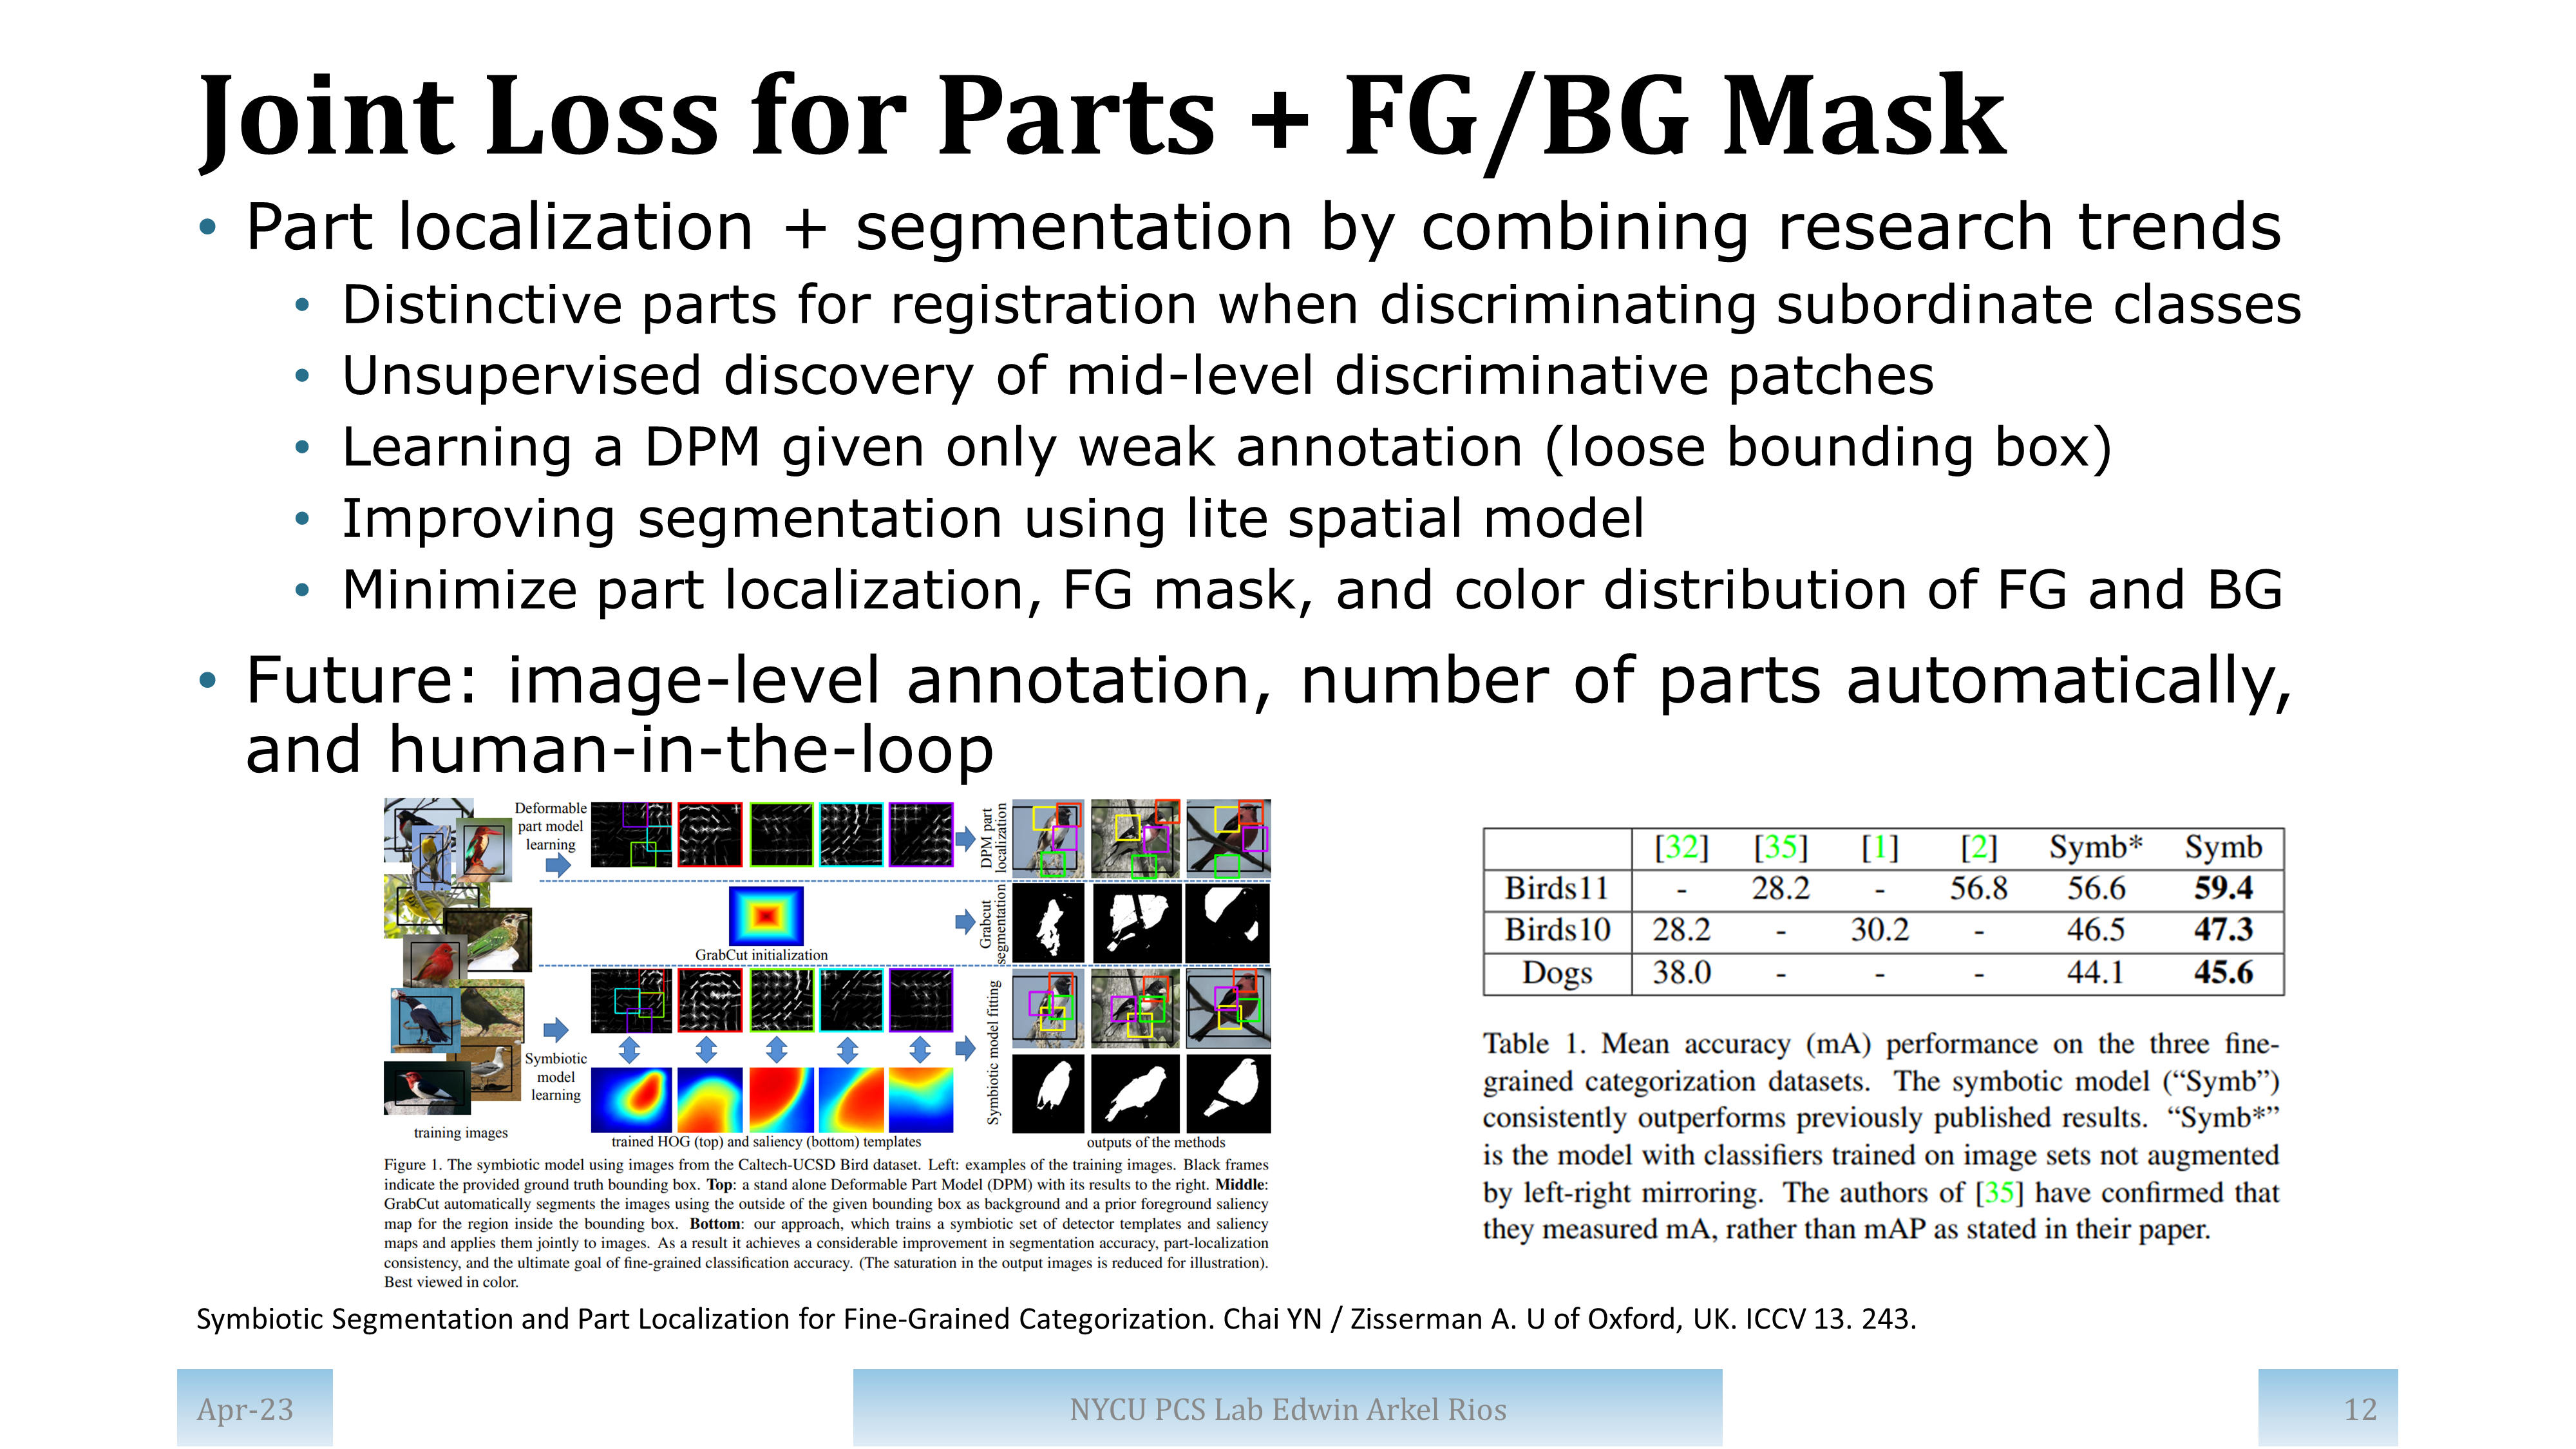 Joint Loss for Parts + FG/BG Mask
• Part localization + segmentation by combining research trends
• Distinctive parts for registration when discriminating subordinate classes
• Unsupervised discovery of mid-level discriminative patches
• Learning a DPM given only weak annotation (loose bounding box)
• Improving segmentation using lite spatial model
• Minimize part localization, FG mask, and color distribution of FG and BG
• Future: image-level annotation, number of parts automatically,
and human-in-the-loop
Deformable
part model
learning
DPM part
localization
GrabCut initialization
Grabcut
segmentation
Symbiotic
model
learning
Symbiotic model fitting
training images
trained HOG (top) and saliency (bottom) templates
outputs of the methods
Figure 1. The symbiotic model using images from the Caltech-UCSD Bird dataset. Left: examples of the training images. Black frames
indicate the provided ground truth bounding box. Top: a stand alone Deformable Part Model (DPM) with its results to the right. Middle:
GrabCut automatically segments the images using the outside of the given bounding box as background and a prior foreground saliency
map for the region inside the bounding box. Bottom: our approach, which trains a symbiotic set of detector templates and saliency
maps and applies them jointly to images. As a result it achieves a considerable improvement in segmentation accuracy, part-localization
consistency, and the ultimate goal of fine-grained classification accuracy. (The saturation in the output images is reduced for illustration).
Best viewed in color.
[32] [35] [1] [2] Symb* Symb
Birds11 - 28.2 - 56.8 56.6 59.4
Birds10 28.2 - 30.2 - 46.5 47.3
Dogs 38.0 - - - 44.1 45.6
Table 1. Mean accuracy (mA) performance on the three fine-
grained categorization datasets. The symbotic model (“Symb”)
consistently outperforms previously published results. “Symb*”
is the model with classifiers trained on image sets not augmented
by left-right mirroring. The authors of [35] have confirmed that
they measured mA, rather than mAP as stated in their paper.
Symbiotic Segmentation and Part Localization for Fine-Grained Categorization. Chai YN / Zisserman A. U of Oxford, UK. ICCV 13. 243.
Apr-23
NYCU PCS Lab Edwin Arkel Rios
12